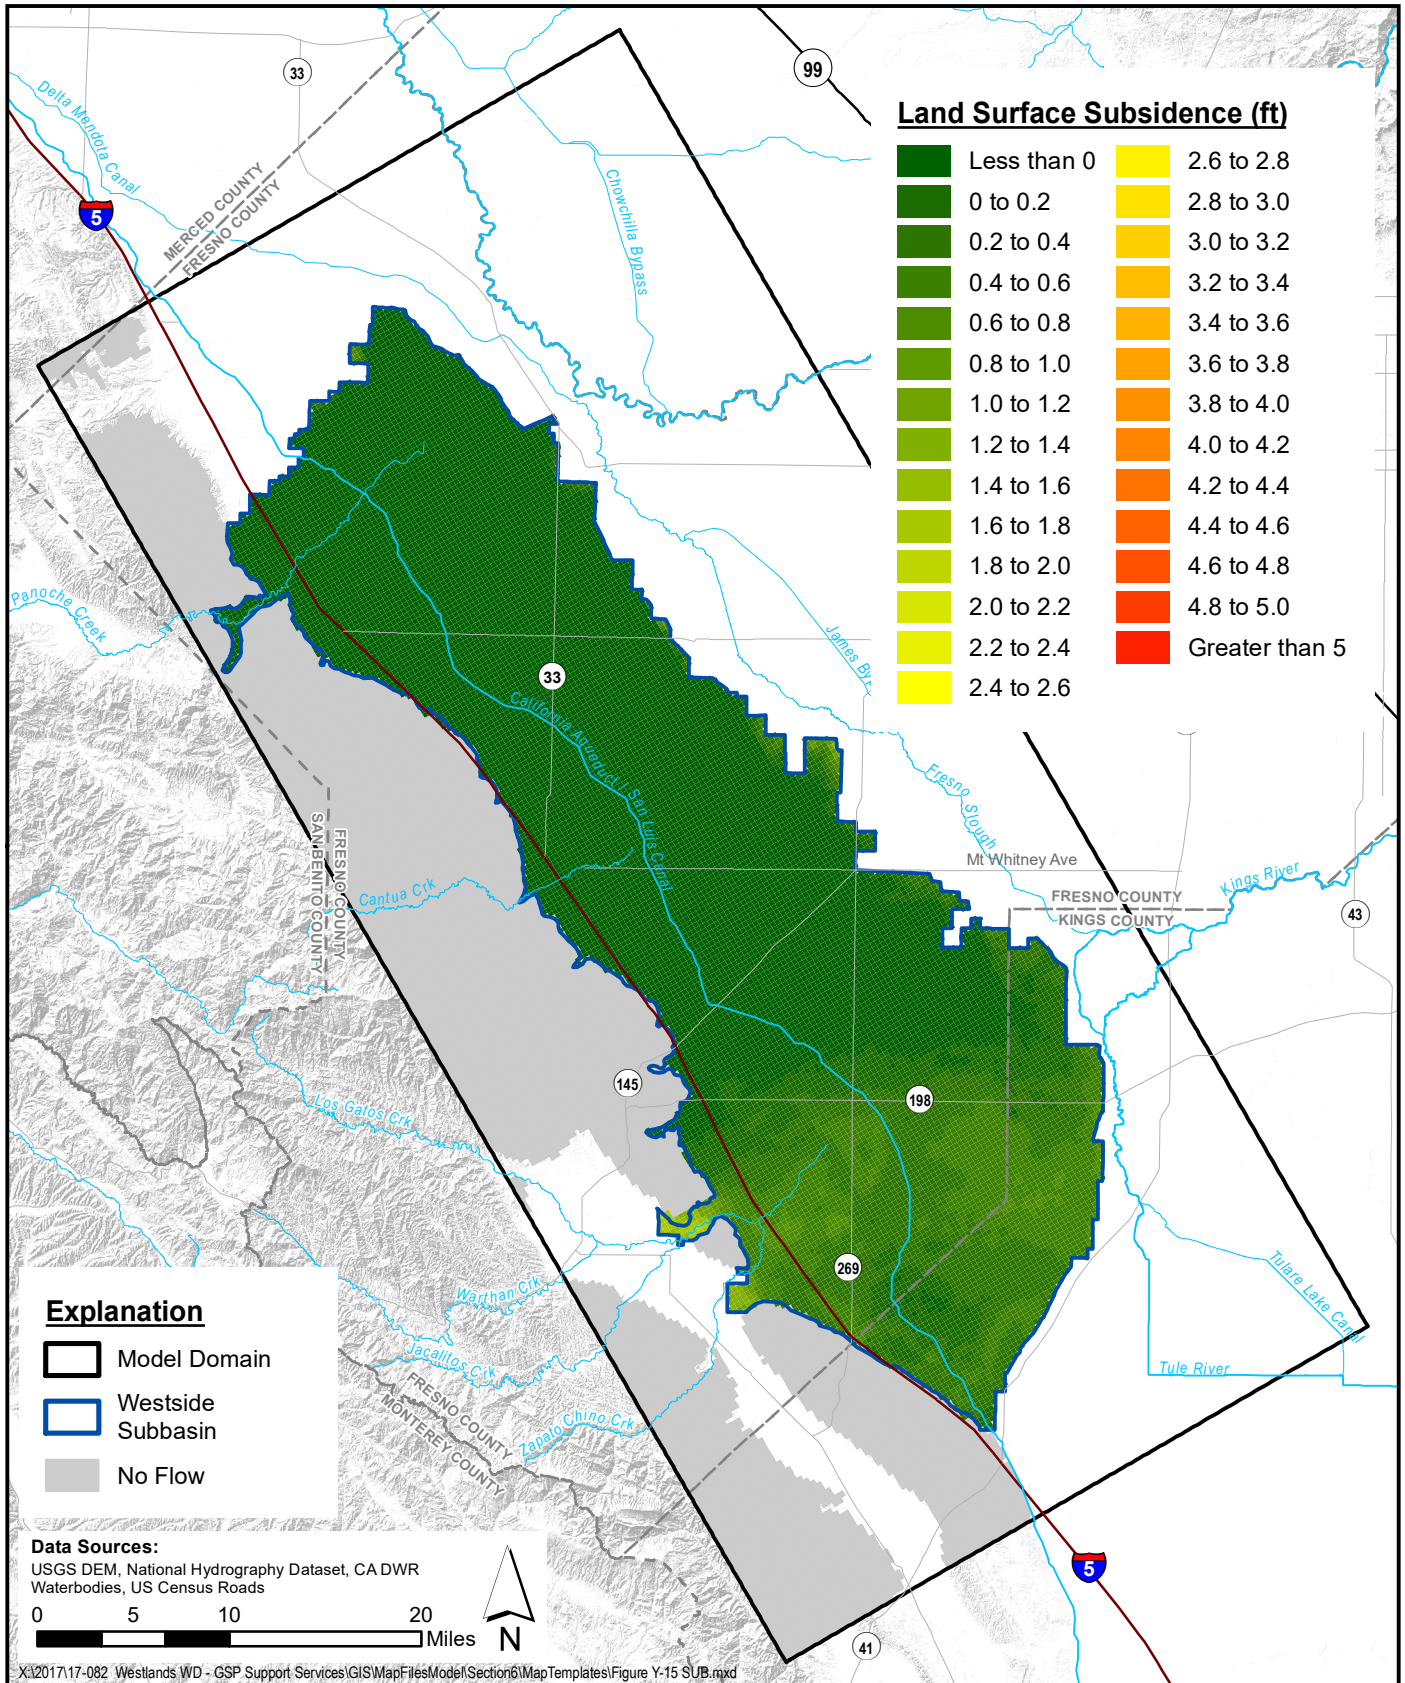 33
99
5
Delta Mendota Canal
MERCED COUNTY
FRESNO COUNTY
Chowchilla Bypass
Land Surface Subsidence (ft)
Less than 0
0 to 0.2
0.2 to 0.4
0.4 to 0.6
0.6 to 0.8
0.8 to 1.0
1.0 to 1.2
1.2 to 1.4
1.4 to 1.6
1.6 to 1.8
1.8 to 2.0
2.0 to 2.2
2.2 to 2.4
2.4 to 2.6
2.6 to 2.8
2.8 to 3.0
3.0 to 3.2
3.2 to 3.4
3.4 to 3.6
3.6 to 3.8
3.8 to 4.0
4.0 to 4.2
4.2 to 4.4
4.4 to 4.6
4.6 to 4.8
4.8 to 5.0
Greater than 5
Panoche Creek
James By
33
California Aqueduct / San Luis Canal
Fresno Slough
SAN BENITO COUNTY
FRESNO COUNTY
Cantua Crk
Mt Whitney Ave
FRESNO COUNTY
KINGS COUNTY
Kings River
43
145
198
Los Gatos Crk
269
Warthan Crk
Jacalitos Crk
Zapato Chino Crk
FRESNO COUNTY
MONTEREY COUNTY
Tulare Lake Canal
Tule River
5
41
Explanation
Model Domain
Westside
Subbasin
No Flow
Data Sources:
USGS DEM, National Hydrography Dataset, CA DWR
Waterbodies, US Census Roads
0 5 10 20
Miles
N
X:\2017\17-082 Westlands WD - GSP Support Services\GIS\MapFilesModel\Section6\MapTemplates\Figure Y-15 SUB.mxd